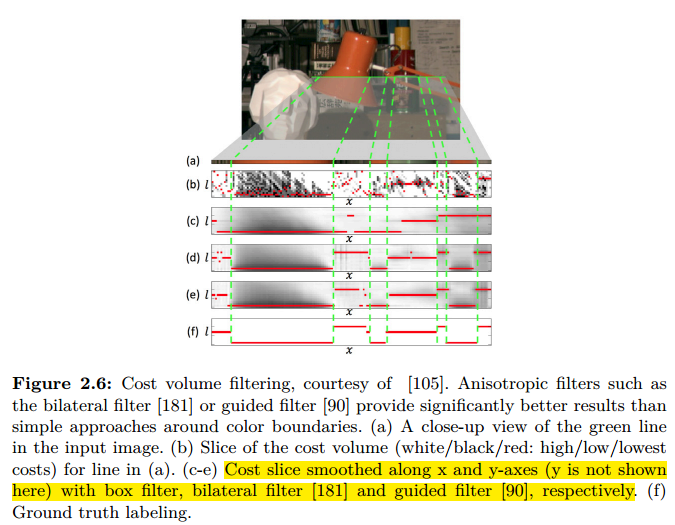 (a)
(b) l
x
(c) l
x
(d) l
x
(e) l
x
(f) l
x
Figure 2.6: Cost volume filtering, courtesy of [105]. Anisotropic filters such as
the bilateral filter [181] or guided filter [90] provide significantly better results than
simple approaches around color boundaries. (a) A close-up view of the green line
in the input image. (b) Slice of the cost volume (white/black/red: high/low/lowest
costs) for line in (a). (c-e) Cost slice smoothed along x and y-axes (y is not shown
here) with box filter, bilateral filter [181] and guided filter [90], respectively. (f)
Ground truth labeling.